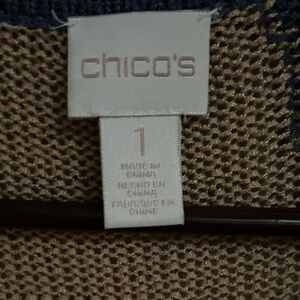 chico's
1
MADE IN
CHINA
HECHO EN
CHINA
FABRIQUE EN
CHINE